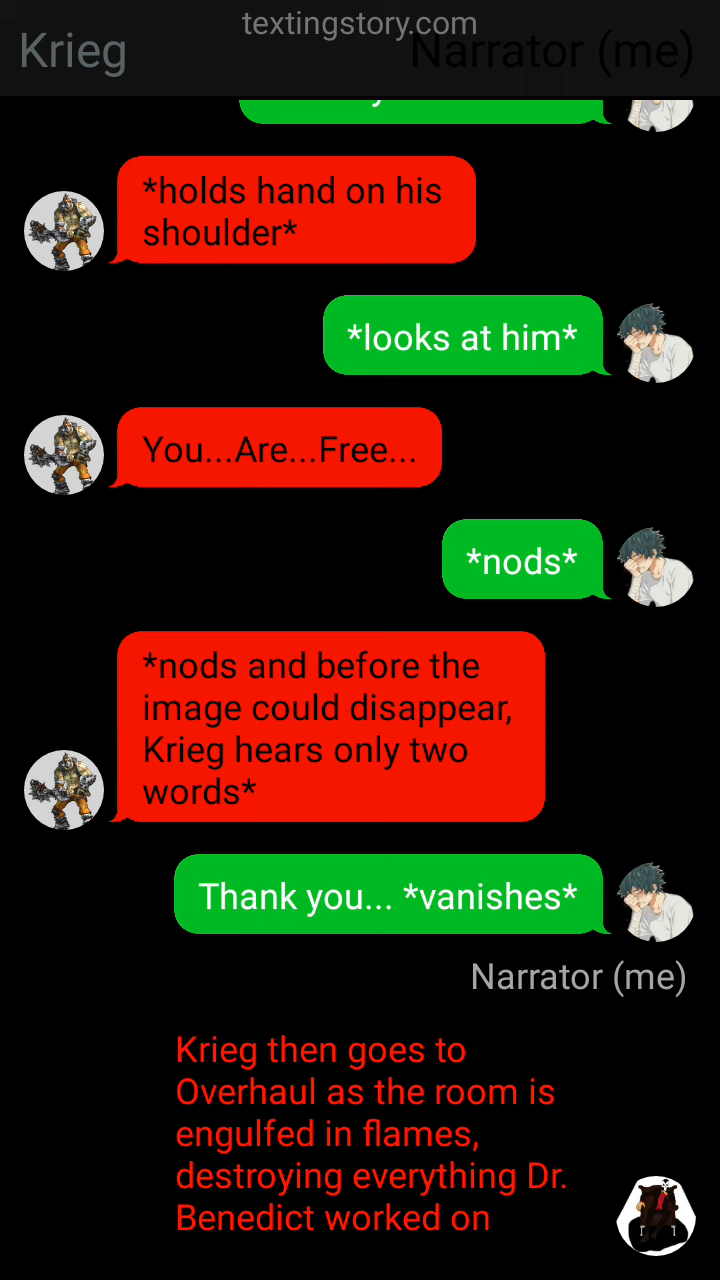 textingstory.com
Krieg
Narrator (me)
*holds hand on his
shoulder*
*looks at him*
You...Are...Free...
*nods*
*nods and before the
image could disappear,
Krieg hears only two
words*
Thank you... *vanishes*
Narrator (me)
Krieg then goes to
Overhaul as the room is
engulfed in flames,
destroying everything Dr.
Benedict worked on